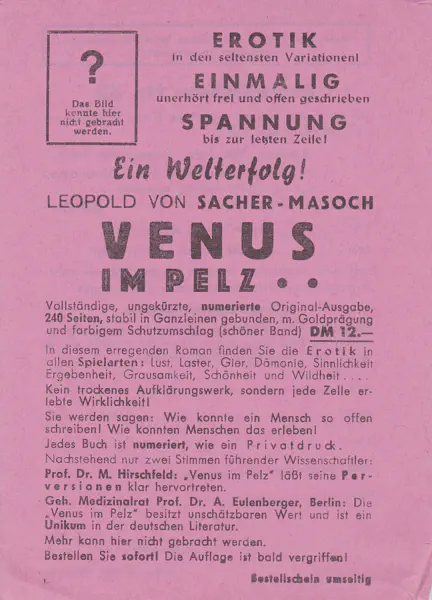 ?
Das Bild
konnte hier
nicht gebracht
werden.
EROTIK
in den seltensten Variationen!
EINMALIG
unerhört frei und offen geschrieben
SPANNUNG
bis zur letzten Zeile!
Ein Welterfolg!
LEOPOLD VON SACHER-MASOCH
VENUS
IM PELZ • •
Vollständige, ungekürzte, numerierte Original-Ausgabe,
240 Seiten, stabil in Ganzleinen gebunden, m. Goldprägung
und farbigem Schutzumschlag (schöner Band) DM 12.—
In diesem erregenden Roman finden Sie die Erotik in
allen Spielarten: Lust, Laster, Gier, Dämonie, Sinnlichkeit
Ergebenheit, Grausamkeit, Schönheit und Wildheit . . . .
Kein trockenes Aufklärungswerk, sondern jede Zeile er-
lebte Wirklichkeit!
Sie werden sagen: Wie konnte ein Mensch so offen
schreiben! Wie konnten Menschen das erleben!
Jedes Buch ist numeriert, wie ein Privatdruck.
Nachstehend nur zwei Stimmen führender Wissenschaftler:
Prof. Dr. M. Hirschfeld: „Venus im Pelz" läßt seine Per-
versionen klar hervortreten.
Geh. Medizinalrat Prof. Dr. A. Eulenberger, Berlin: Die
„Venus im Pelz" besitzt unschätzbaren Wert und ist ein
Unikum in der deutschen Literatur.
Mehr kann hier nicht gebracht werden.
Bestellen Sie sofort! Die Auflage ist bald vergriffen!
Bestellschein umseitig